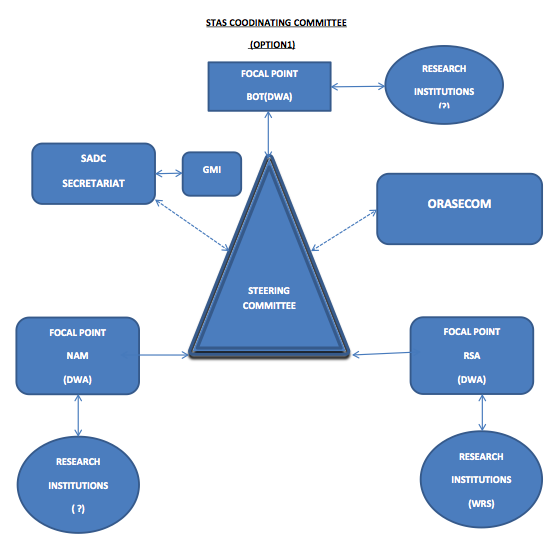 STAS COODINATING COMMITTEE
(OPTION1)
FOCAL POINT
BOT(DWA)
RESEARCH
INSTITUTIONS
(?)
SADC
SECRETARIAT
GMI
ORASECOM
STEERING
COMMITTEE
FOCAL POINT
NAM
(DWA)
FOCAL POINT
RSA
(DWA)
RESEARCH
INSTITUTIONS
( ?)
RESEARCH
INSTITUTIONS
(WRS)